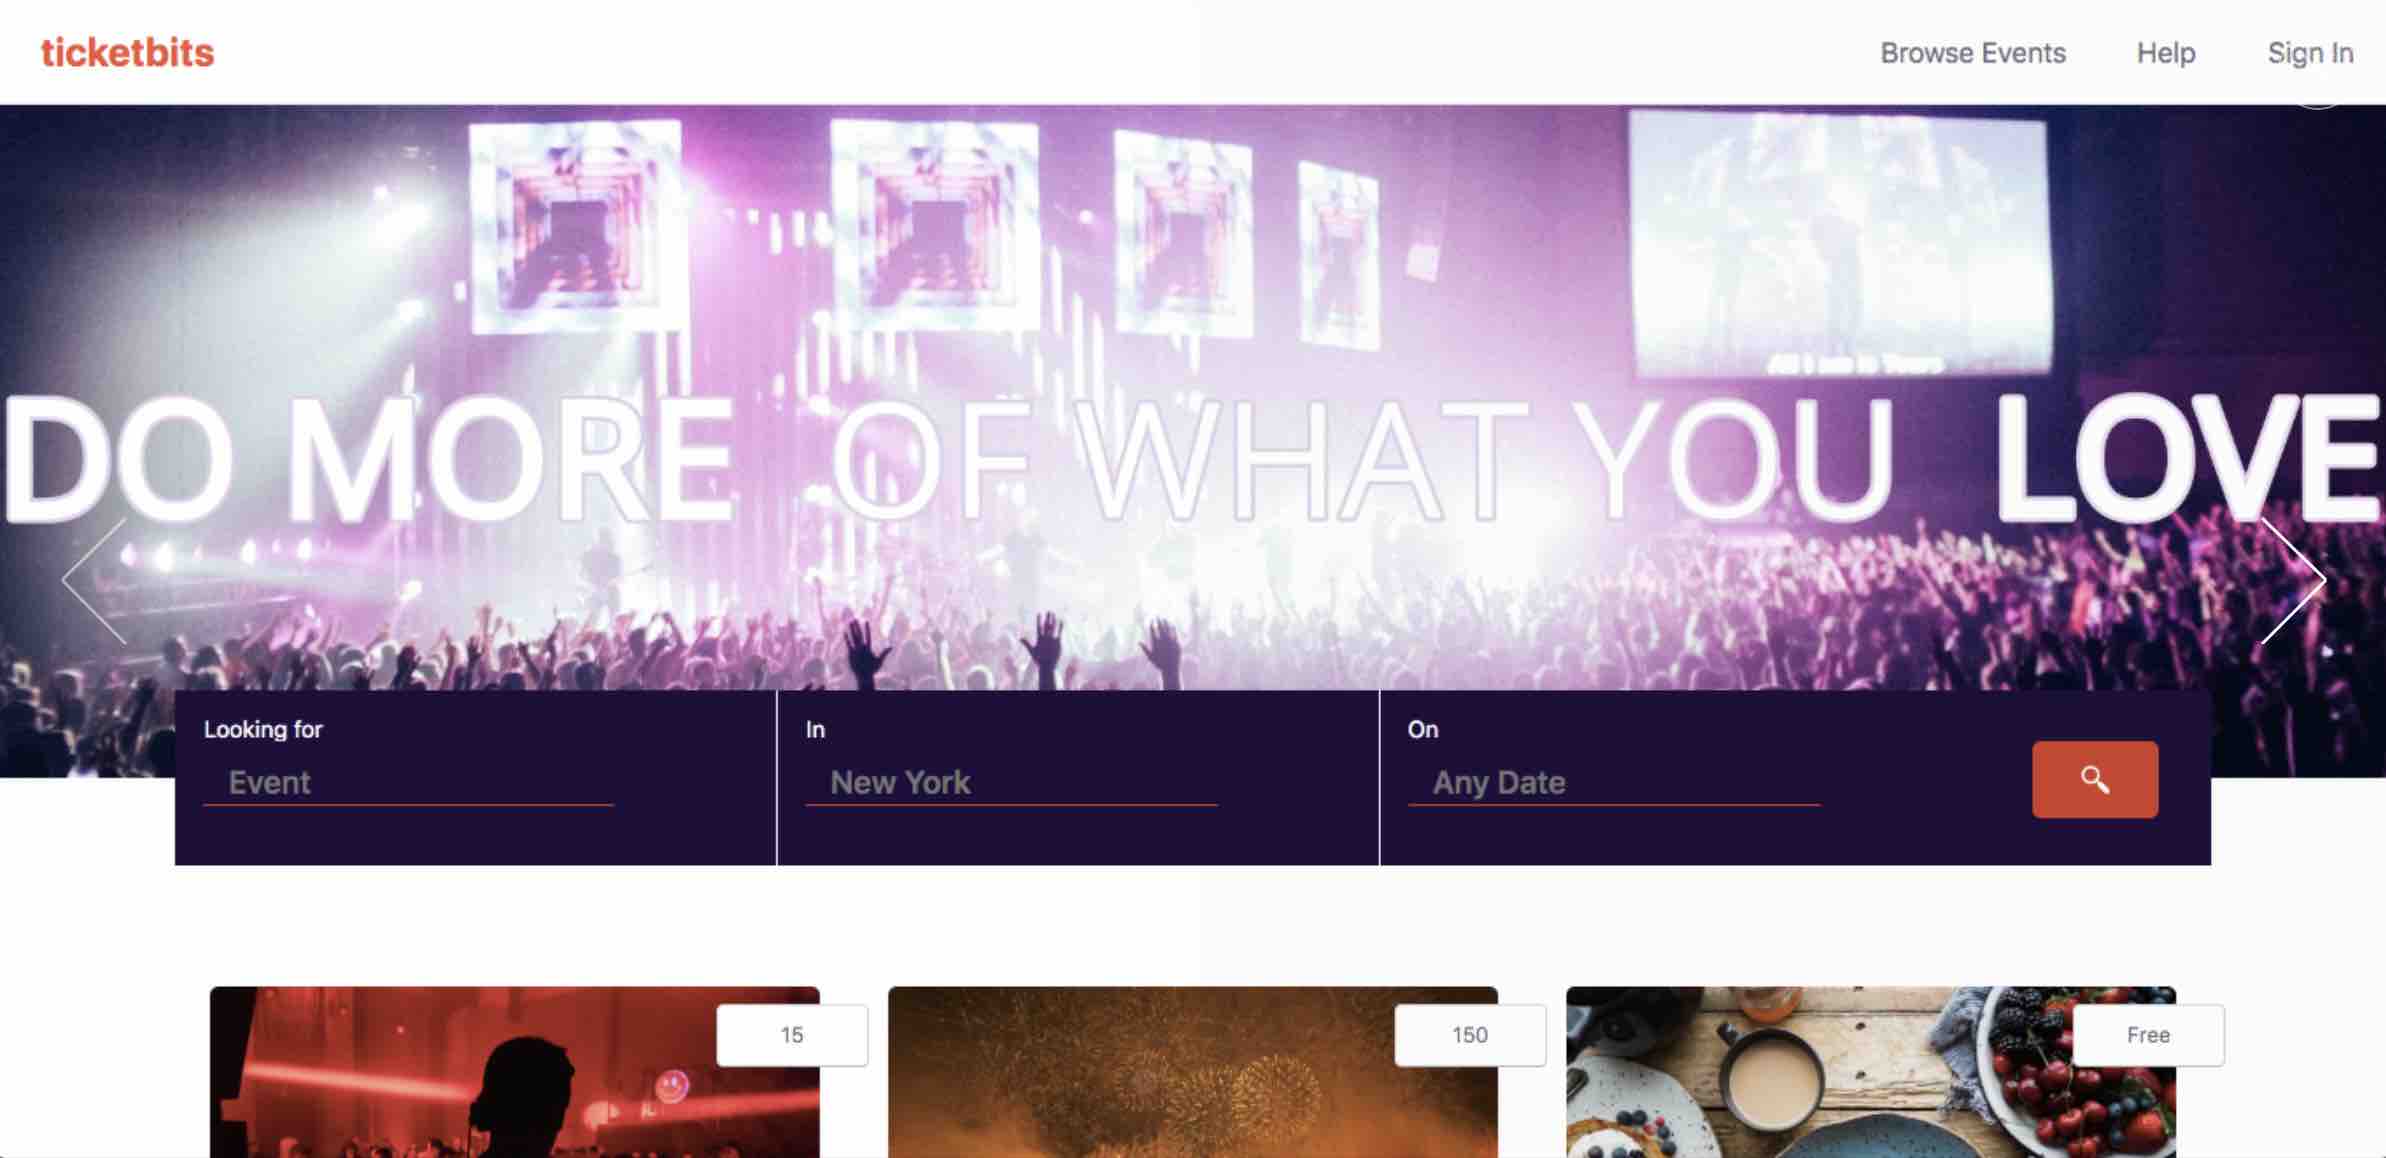 ticketbits
Browse Events Help Sign In
DO MORE OF WHAT YOU LOVE
Looking for In On
Event New York Any Date
15 150 Free